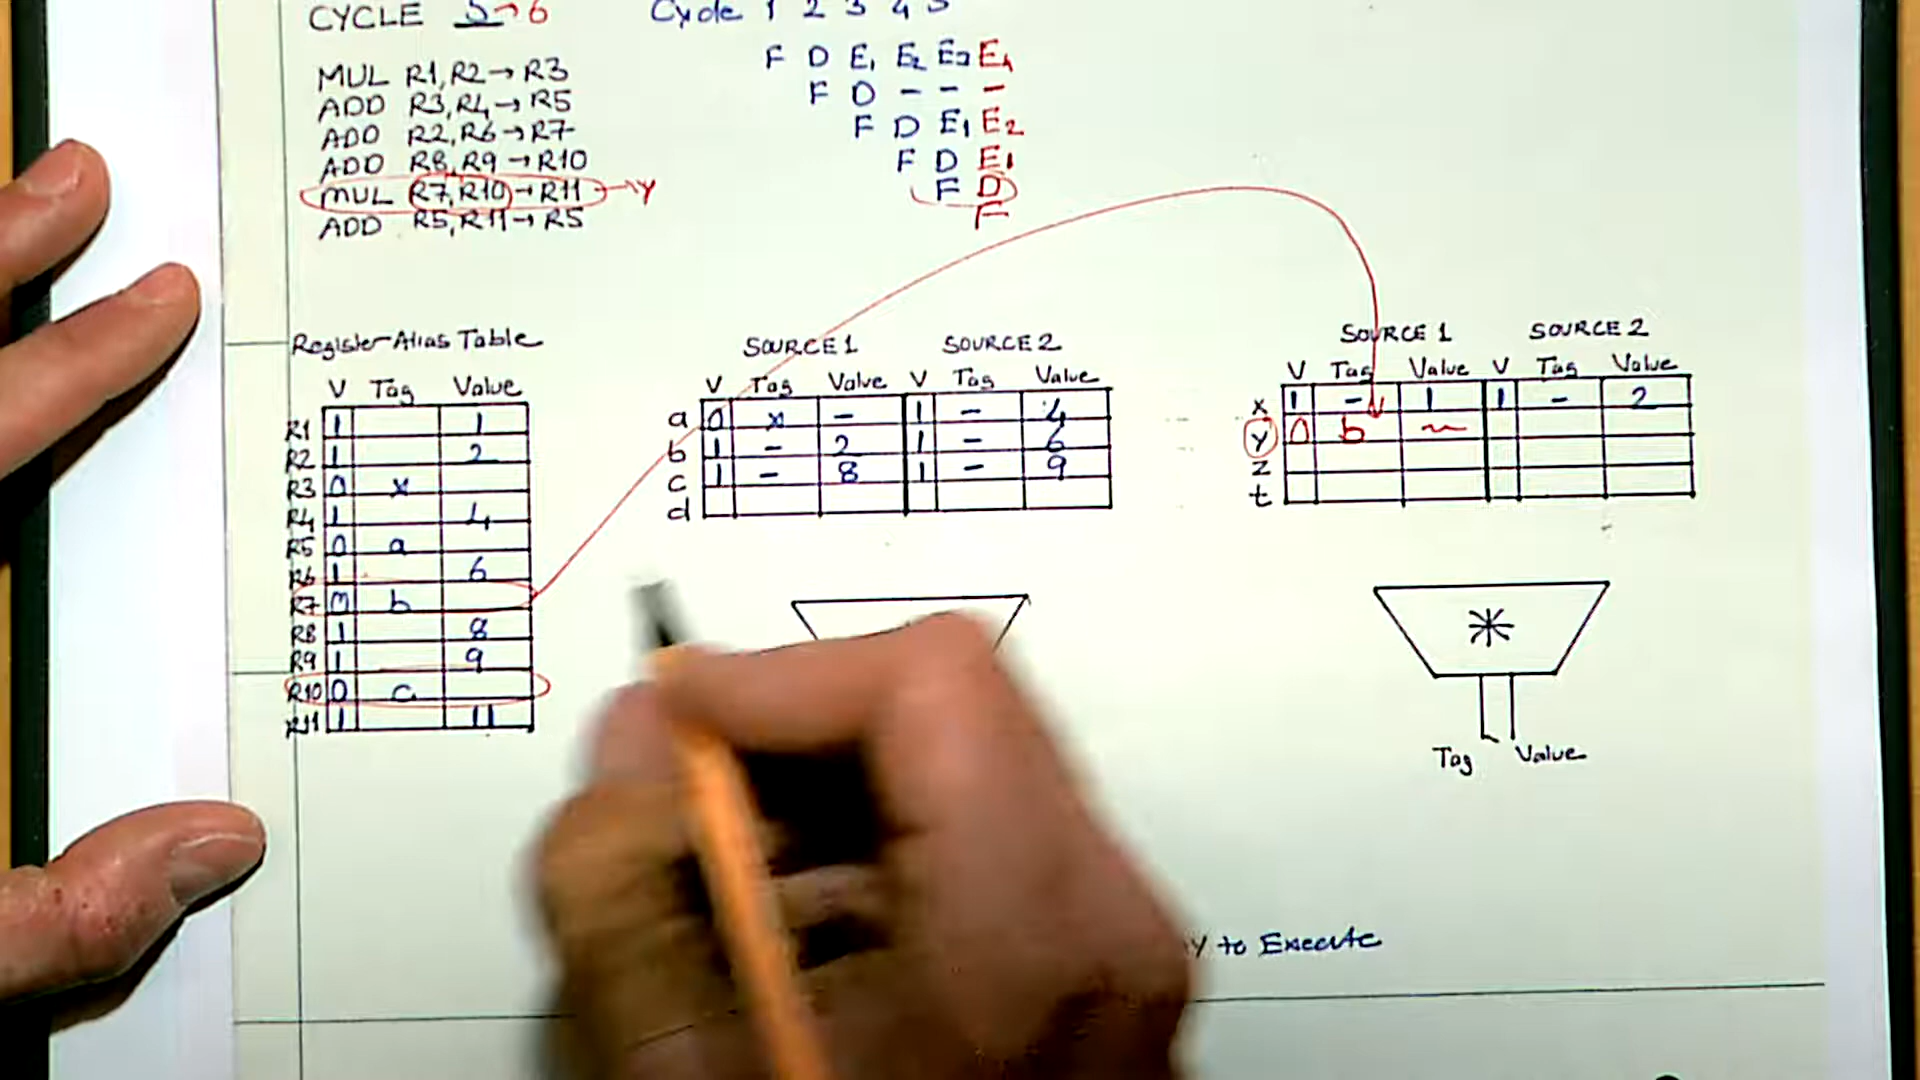 CYCLE 5→6
MUL R1,R2→R3
ADD R3,R4→R5
ADD R2,R6→R7
ADD R8,R9→R10
MUL R7,R10→R11→y
ADD R5,R11→R5
Cycle 1 2 3 4 5
F D E1 E2 E3 E4
F D - - -
F D E1 E2
F D E1
F D
F
Register Alias Table
V Tag Value
R1 1 1
R2 1 2
R3 0 x
R4 1 4
R5 0 a
R6 1 6
R7 0 b
R8 1 8
R9 1 9
R10 0 c
R11 1 11
SOURCE 1 SOURCE 2
V Tag Value V Tag Value
a 0 x - 1 - 4
b 1 - 2 1 - 6
c 1 - 8 1 - 9
d
SOURCE 1 SOURCE 2
V Tag Value V Tag Value
x 1 - 1 1 - 2
y 0 b ~
z
t
*
Tag Value
to Execute